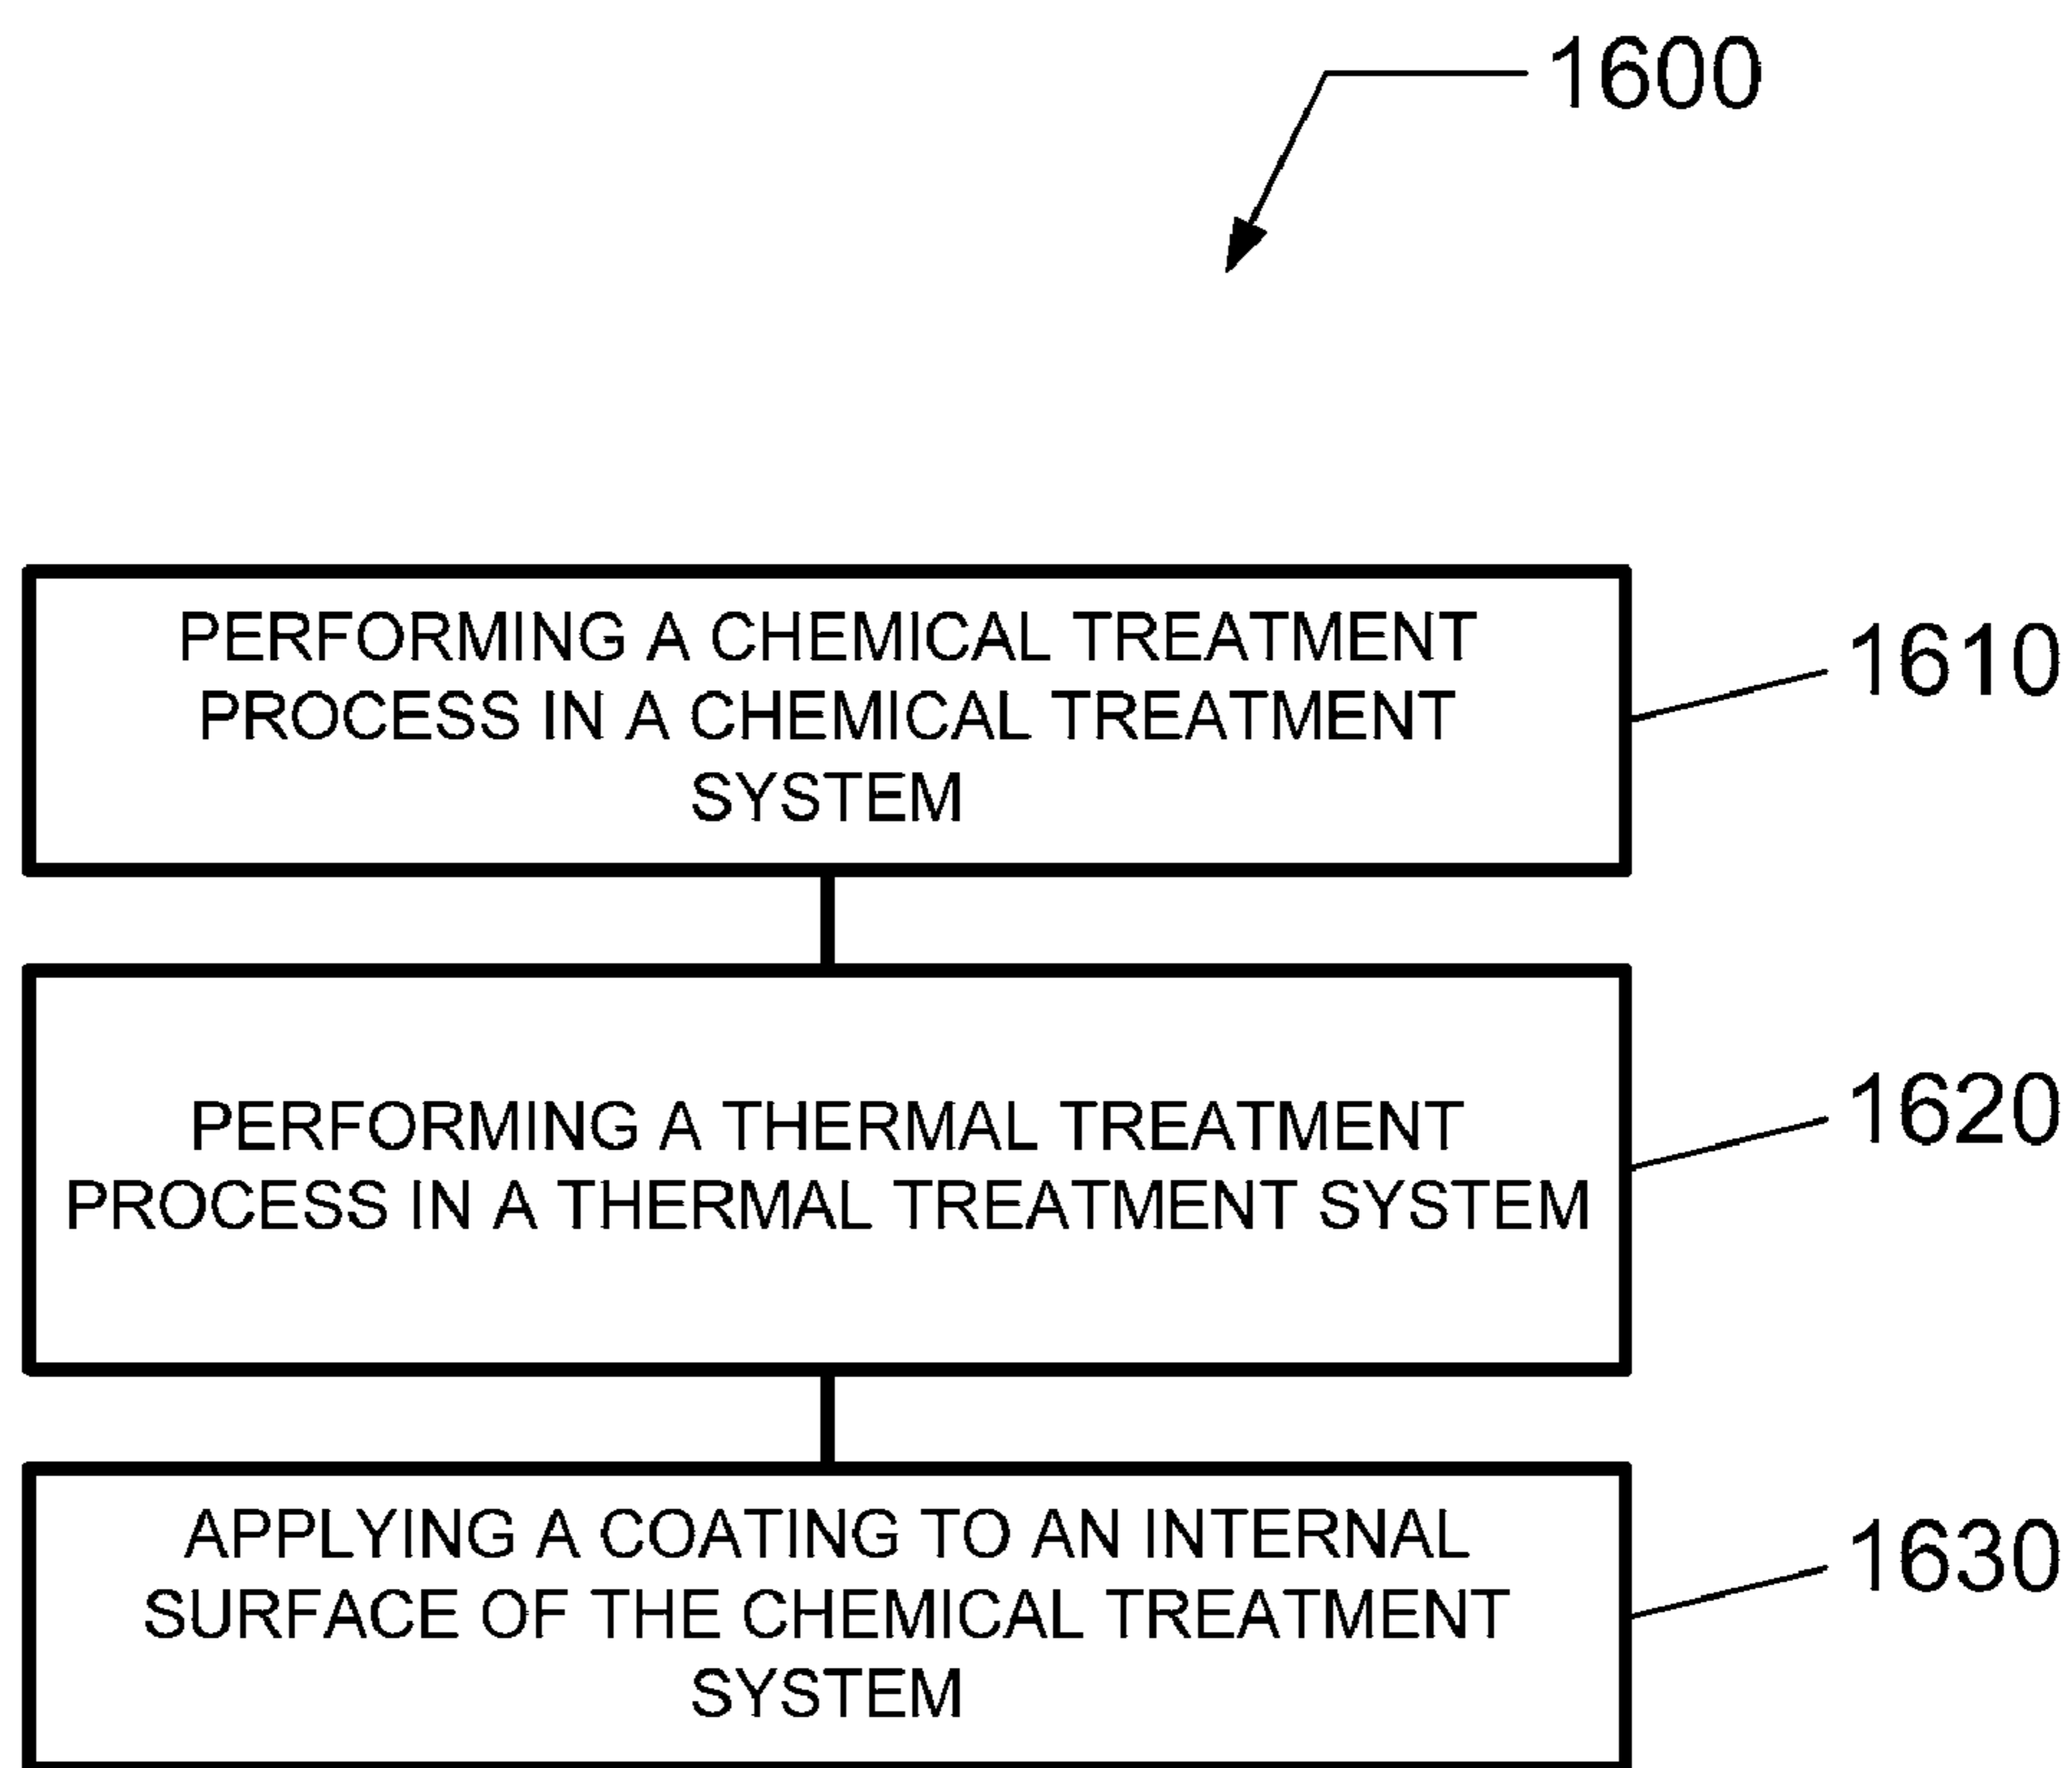 1600
PERFORMING A CHEMICAL TREATMENT
PROCESS IN A CHEMICAL TREATMENT
SYSTEM
1610
PERFORMING A THERMAL TREATMENT
PROCESS IN A THERMAL TREATMENT SYSTEM
1620
APPLYING A COATING TO AN INTERNAL
SURFACE OF THE CHEMICAL TREATMENT
SYSTEM
1630